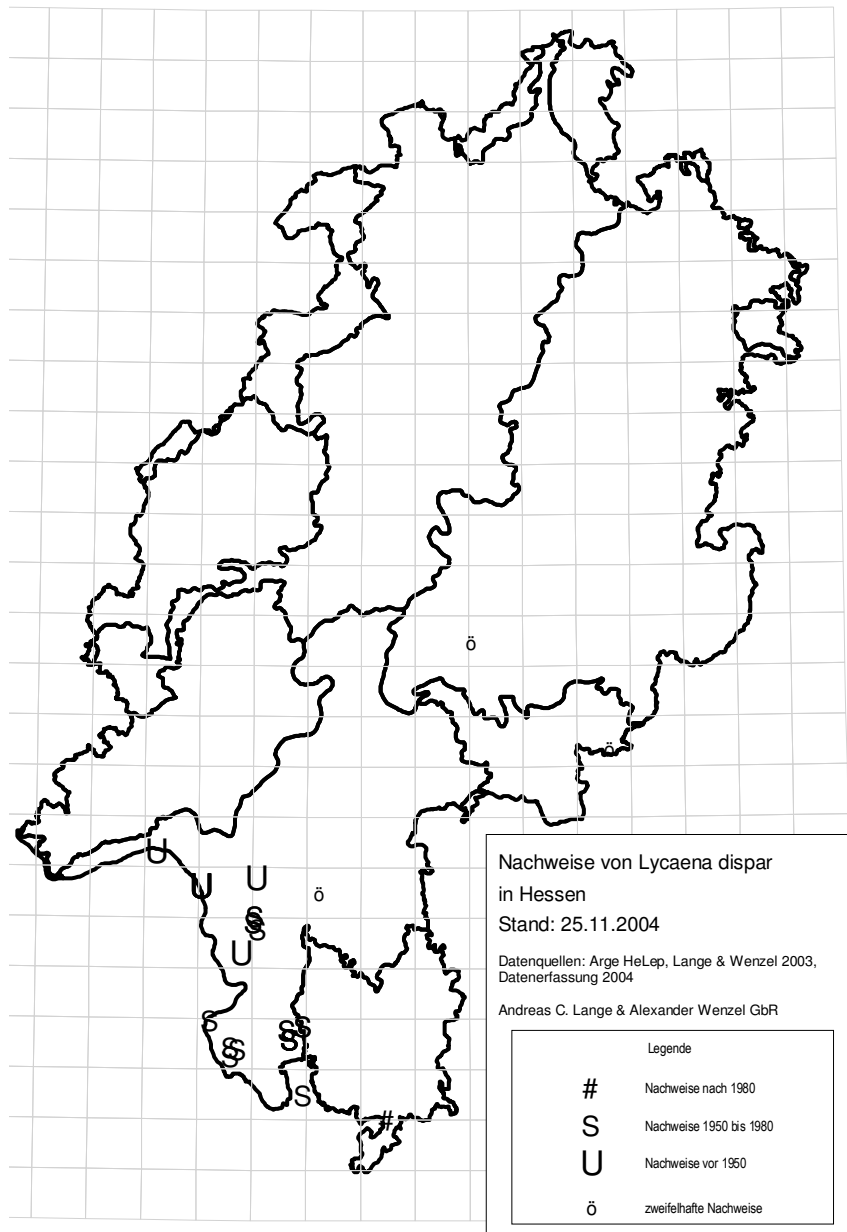 ö
ö
U
U
U
ö
S
S
S
U
S
S
S
S
S
S
S
S
S
#
Nachweise von Lycaena dispar
in Hessen
Stand: 25.11.2004
Datenquellen: Arge HeLep, Lange & Wenzel 2003,
Datenerfassung 2004
Andreas C. Lange & Alexander Wenzel GbR
Legende
# Nachweise nach 1980
S Nachweise 1950 bis 1980
U Nachweise vor 1950
ö zweifelhafte Nachweise